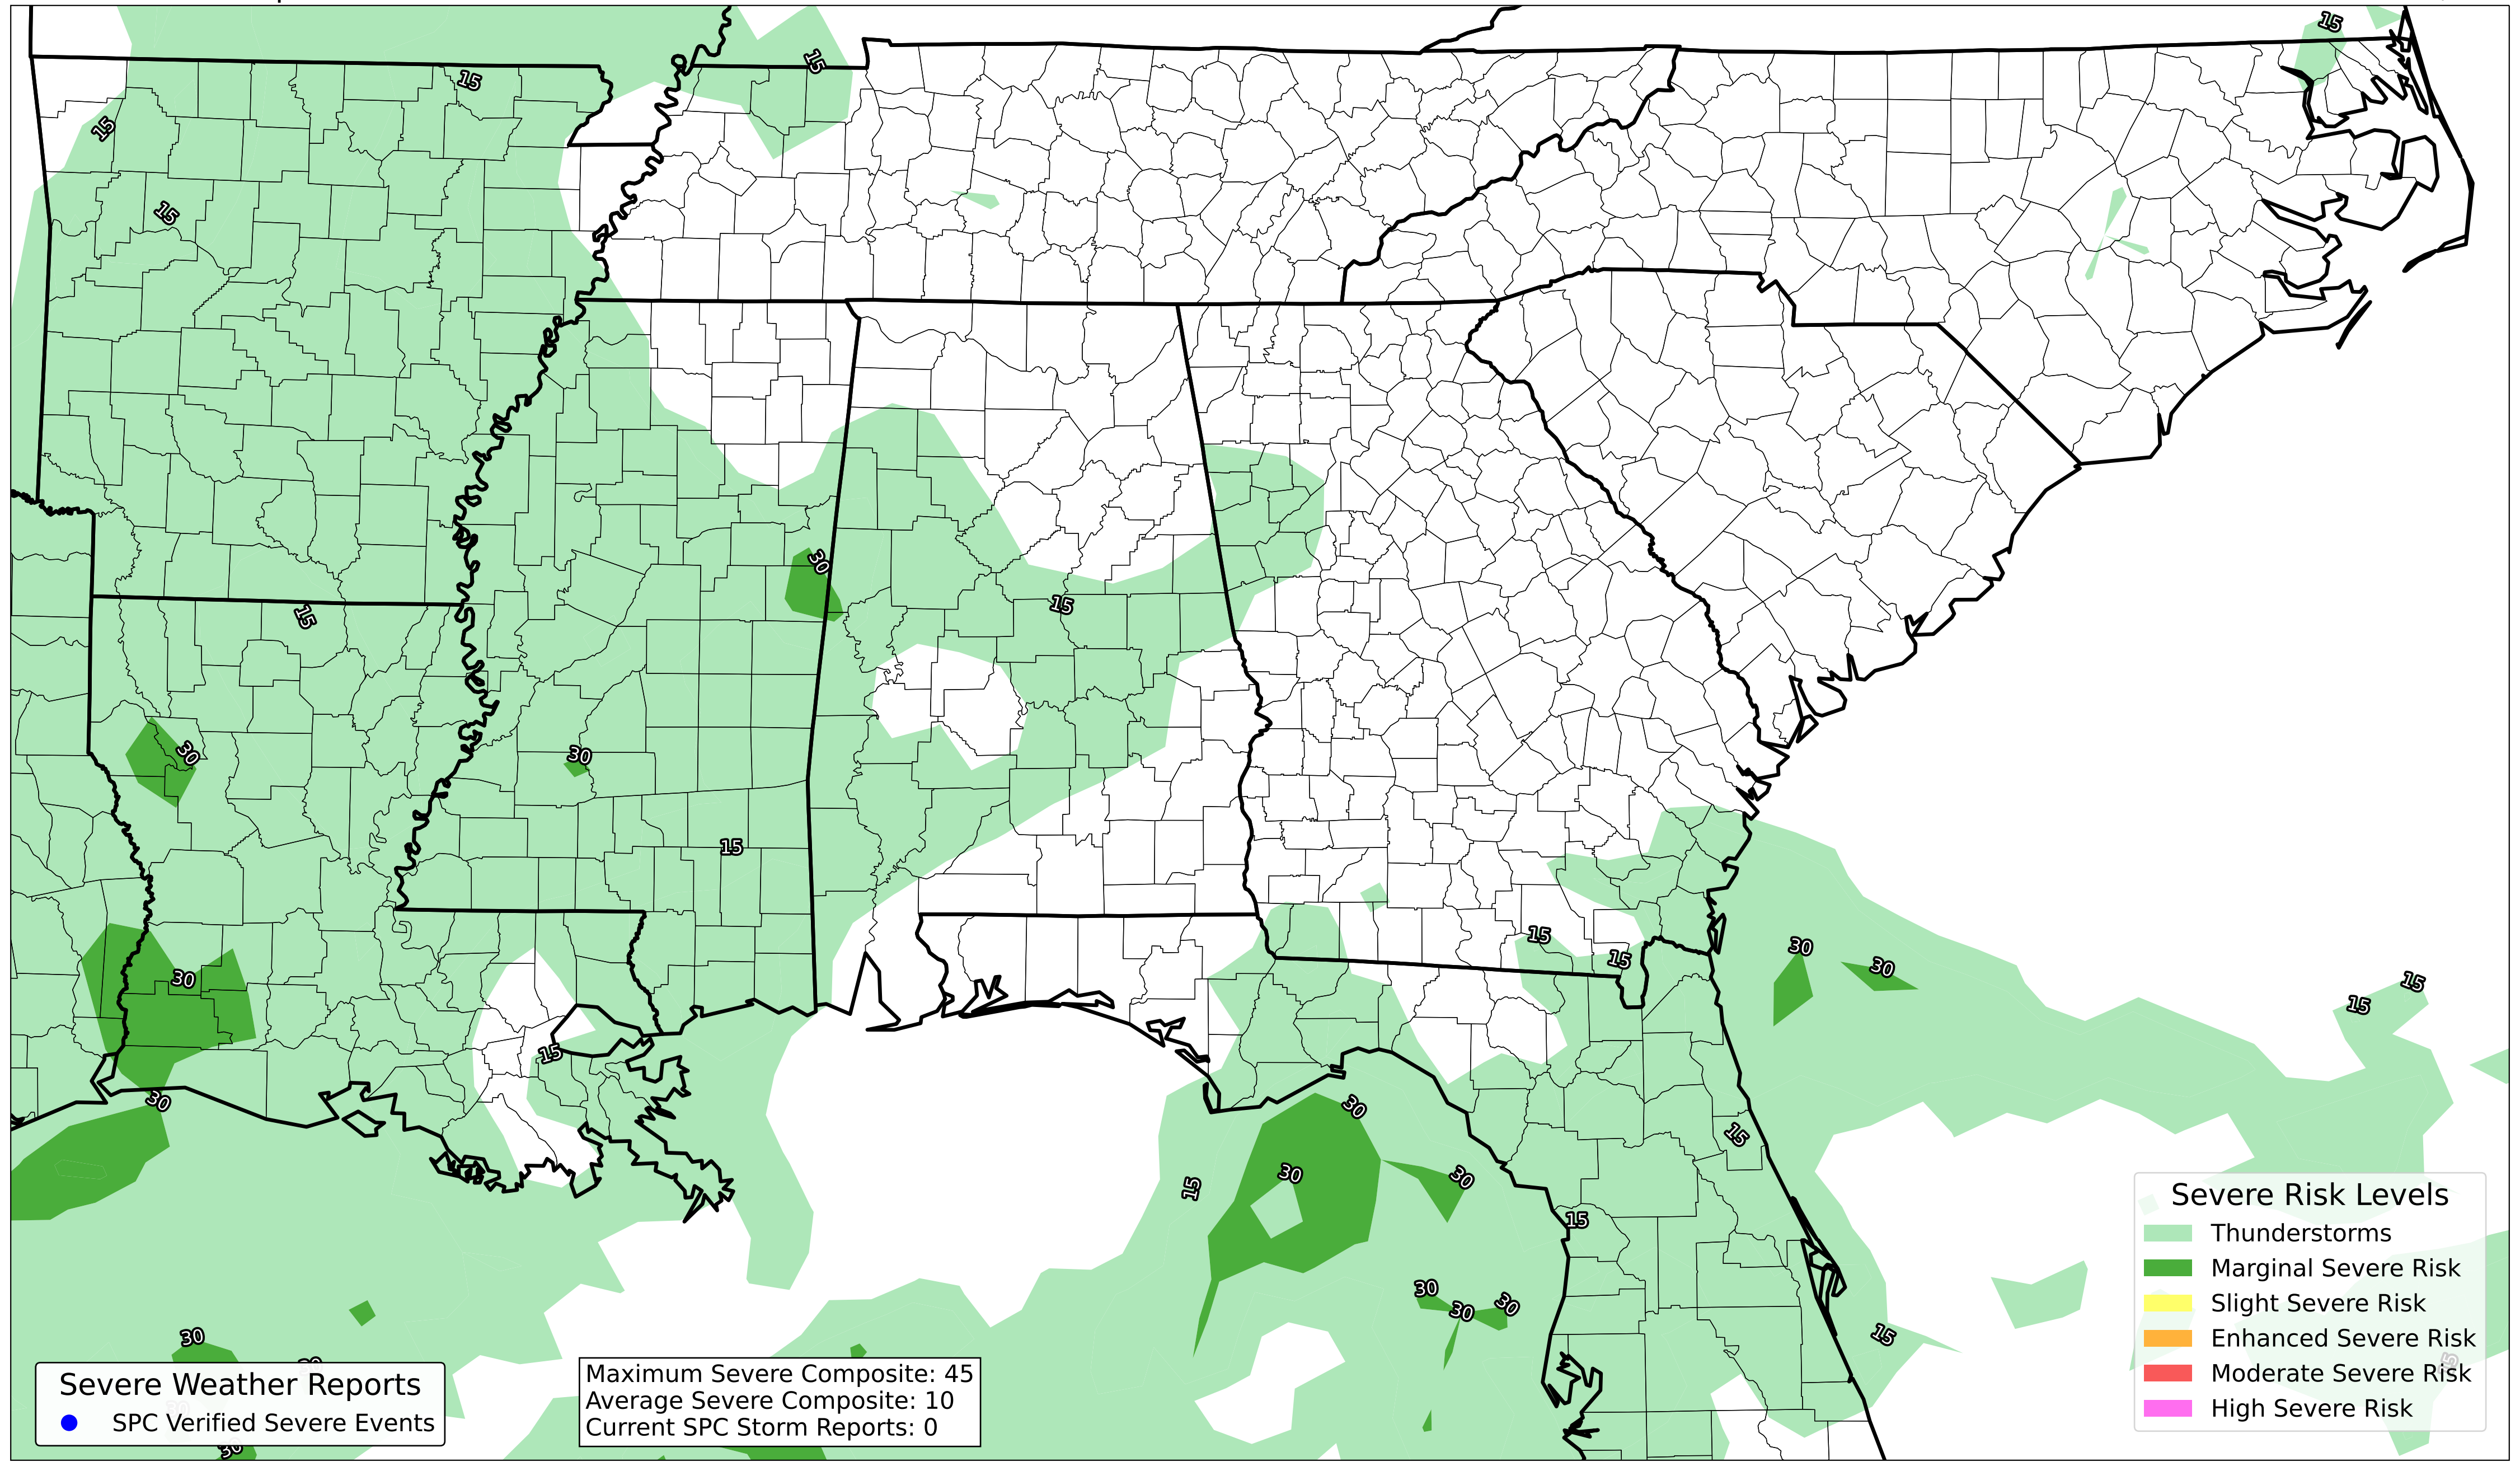 15
15
15
15
15
30
15
15
30
30
15
15
15
30
30
30
15
15
15
30
30
15
30
30
15
15
30
30
30
15
30
30
Severe Risk Levels
Thunderstorms
Marginal Severe Risk
Slight Severe Risk
Enhanced Severe Risk
Moderate Severe Risk
High Severe Risk
Severe Weather Reports
SPC Verified Severe Events
Maximum Severe Composite: 45
Average Severe Composite: 10
Current SPC Storm Reports: 0